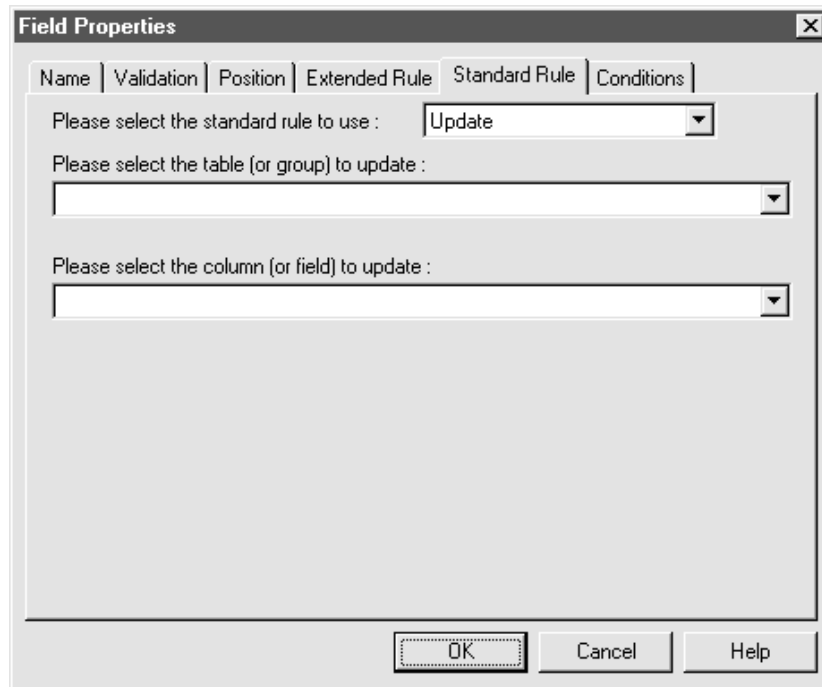 Field Properties
Name Validation Position Extended Rule Standard Rule Conditions
Please select the standard rule to use : Update
Please select the table (or group) to update :
Please select the column (or field) to update :
OK Cancel Help